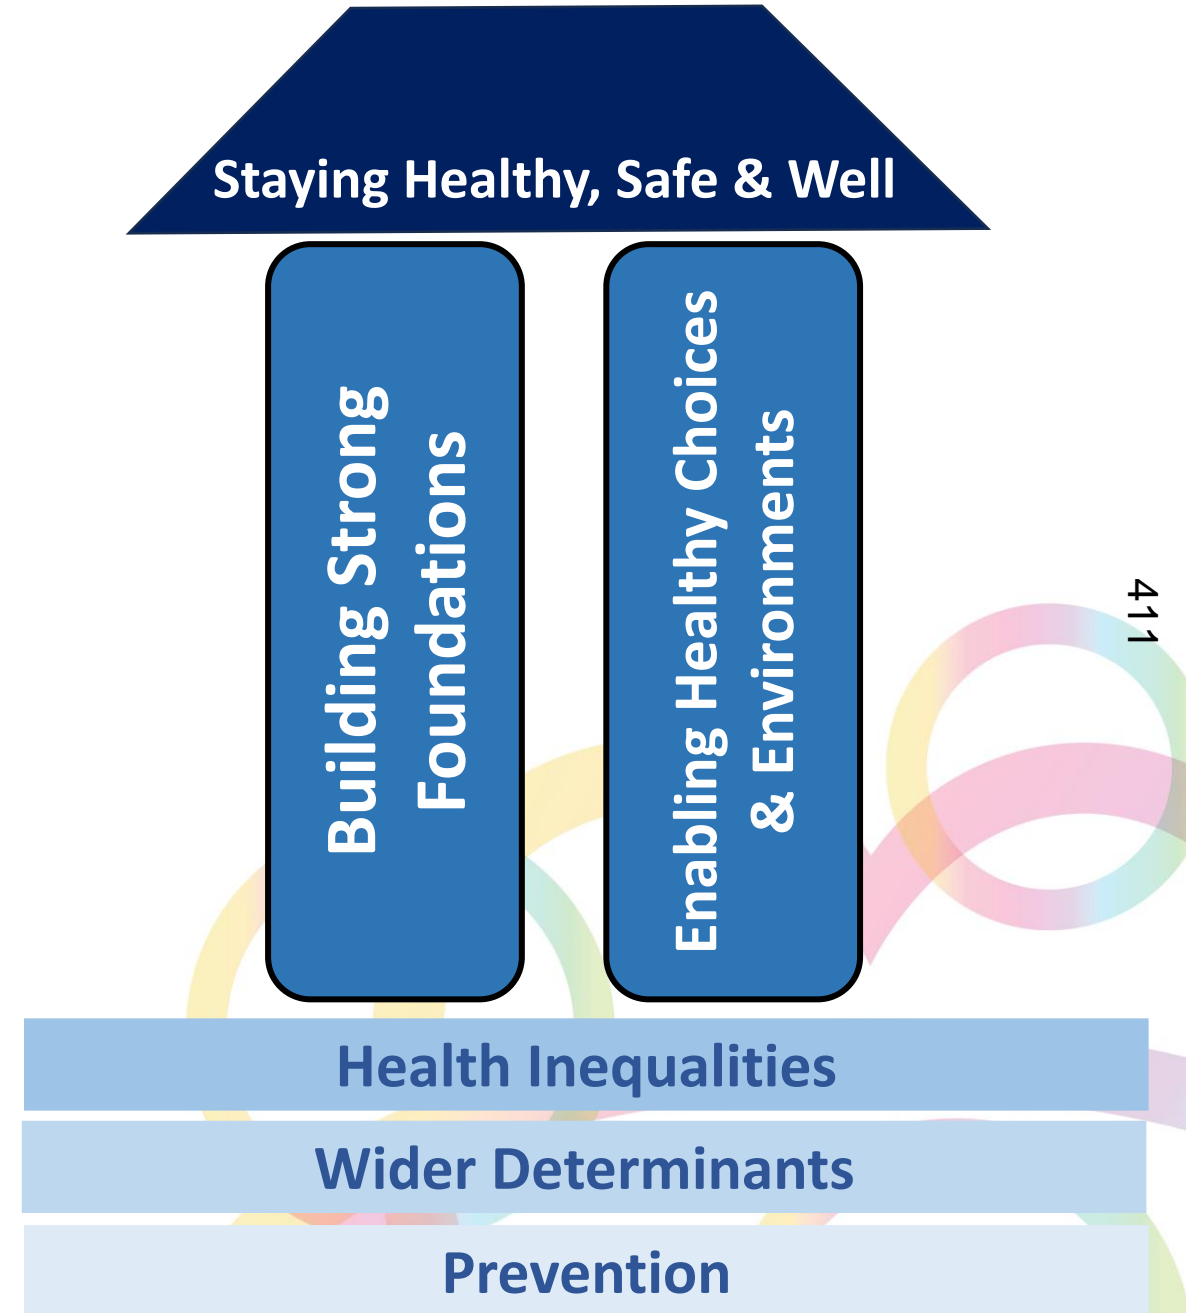 Staying Healthy, Safe & Well
Building Strong
Foundations
Enabling Healthy Choices
& Environments
411
Health Inequalities
Wider Determinants
Prevention